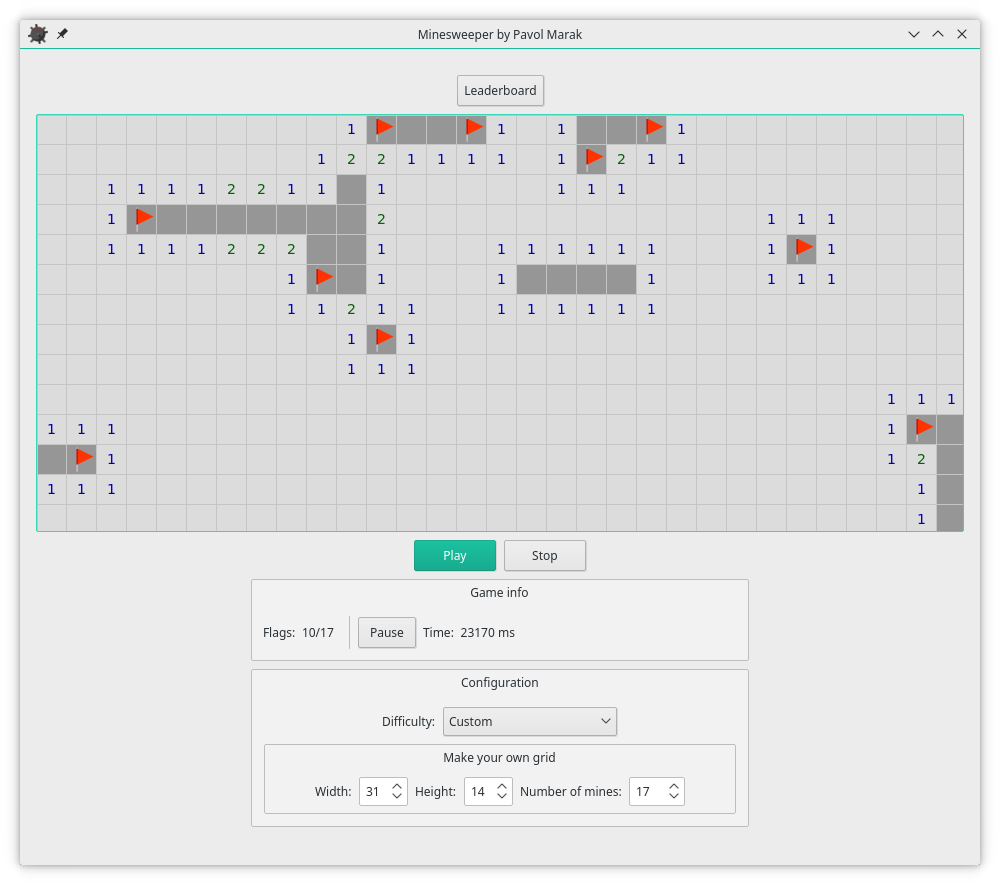 Minesweeper by Pavol Marak
Leaderboard
1 1 1 1
1 2 2 1 1 1 1 1 2 1 1
1 1 1 1 2 2 1 1 1 1 1 1
1 2 1 1 1
1 1 1 1 2 2 2 1 1 1 1 1 1 1 1 1
1 1 1 1 1 1 1
1 1 2 1 1 1 1 1 1 1 1
1 1
1 1 1
1 1 1
1 1 1 1
1 1 2
1 1 1 1
1
Play Stop
Game info
Flags: 10/17 Pause Time: 23170 ms
Configuration
Difficulty: Custom
Make your own grid
Width: 31 Height: 14 Number of mines: 17